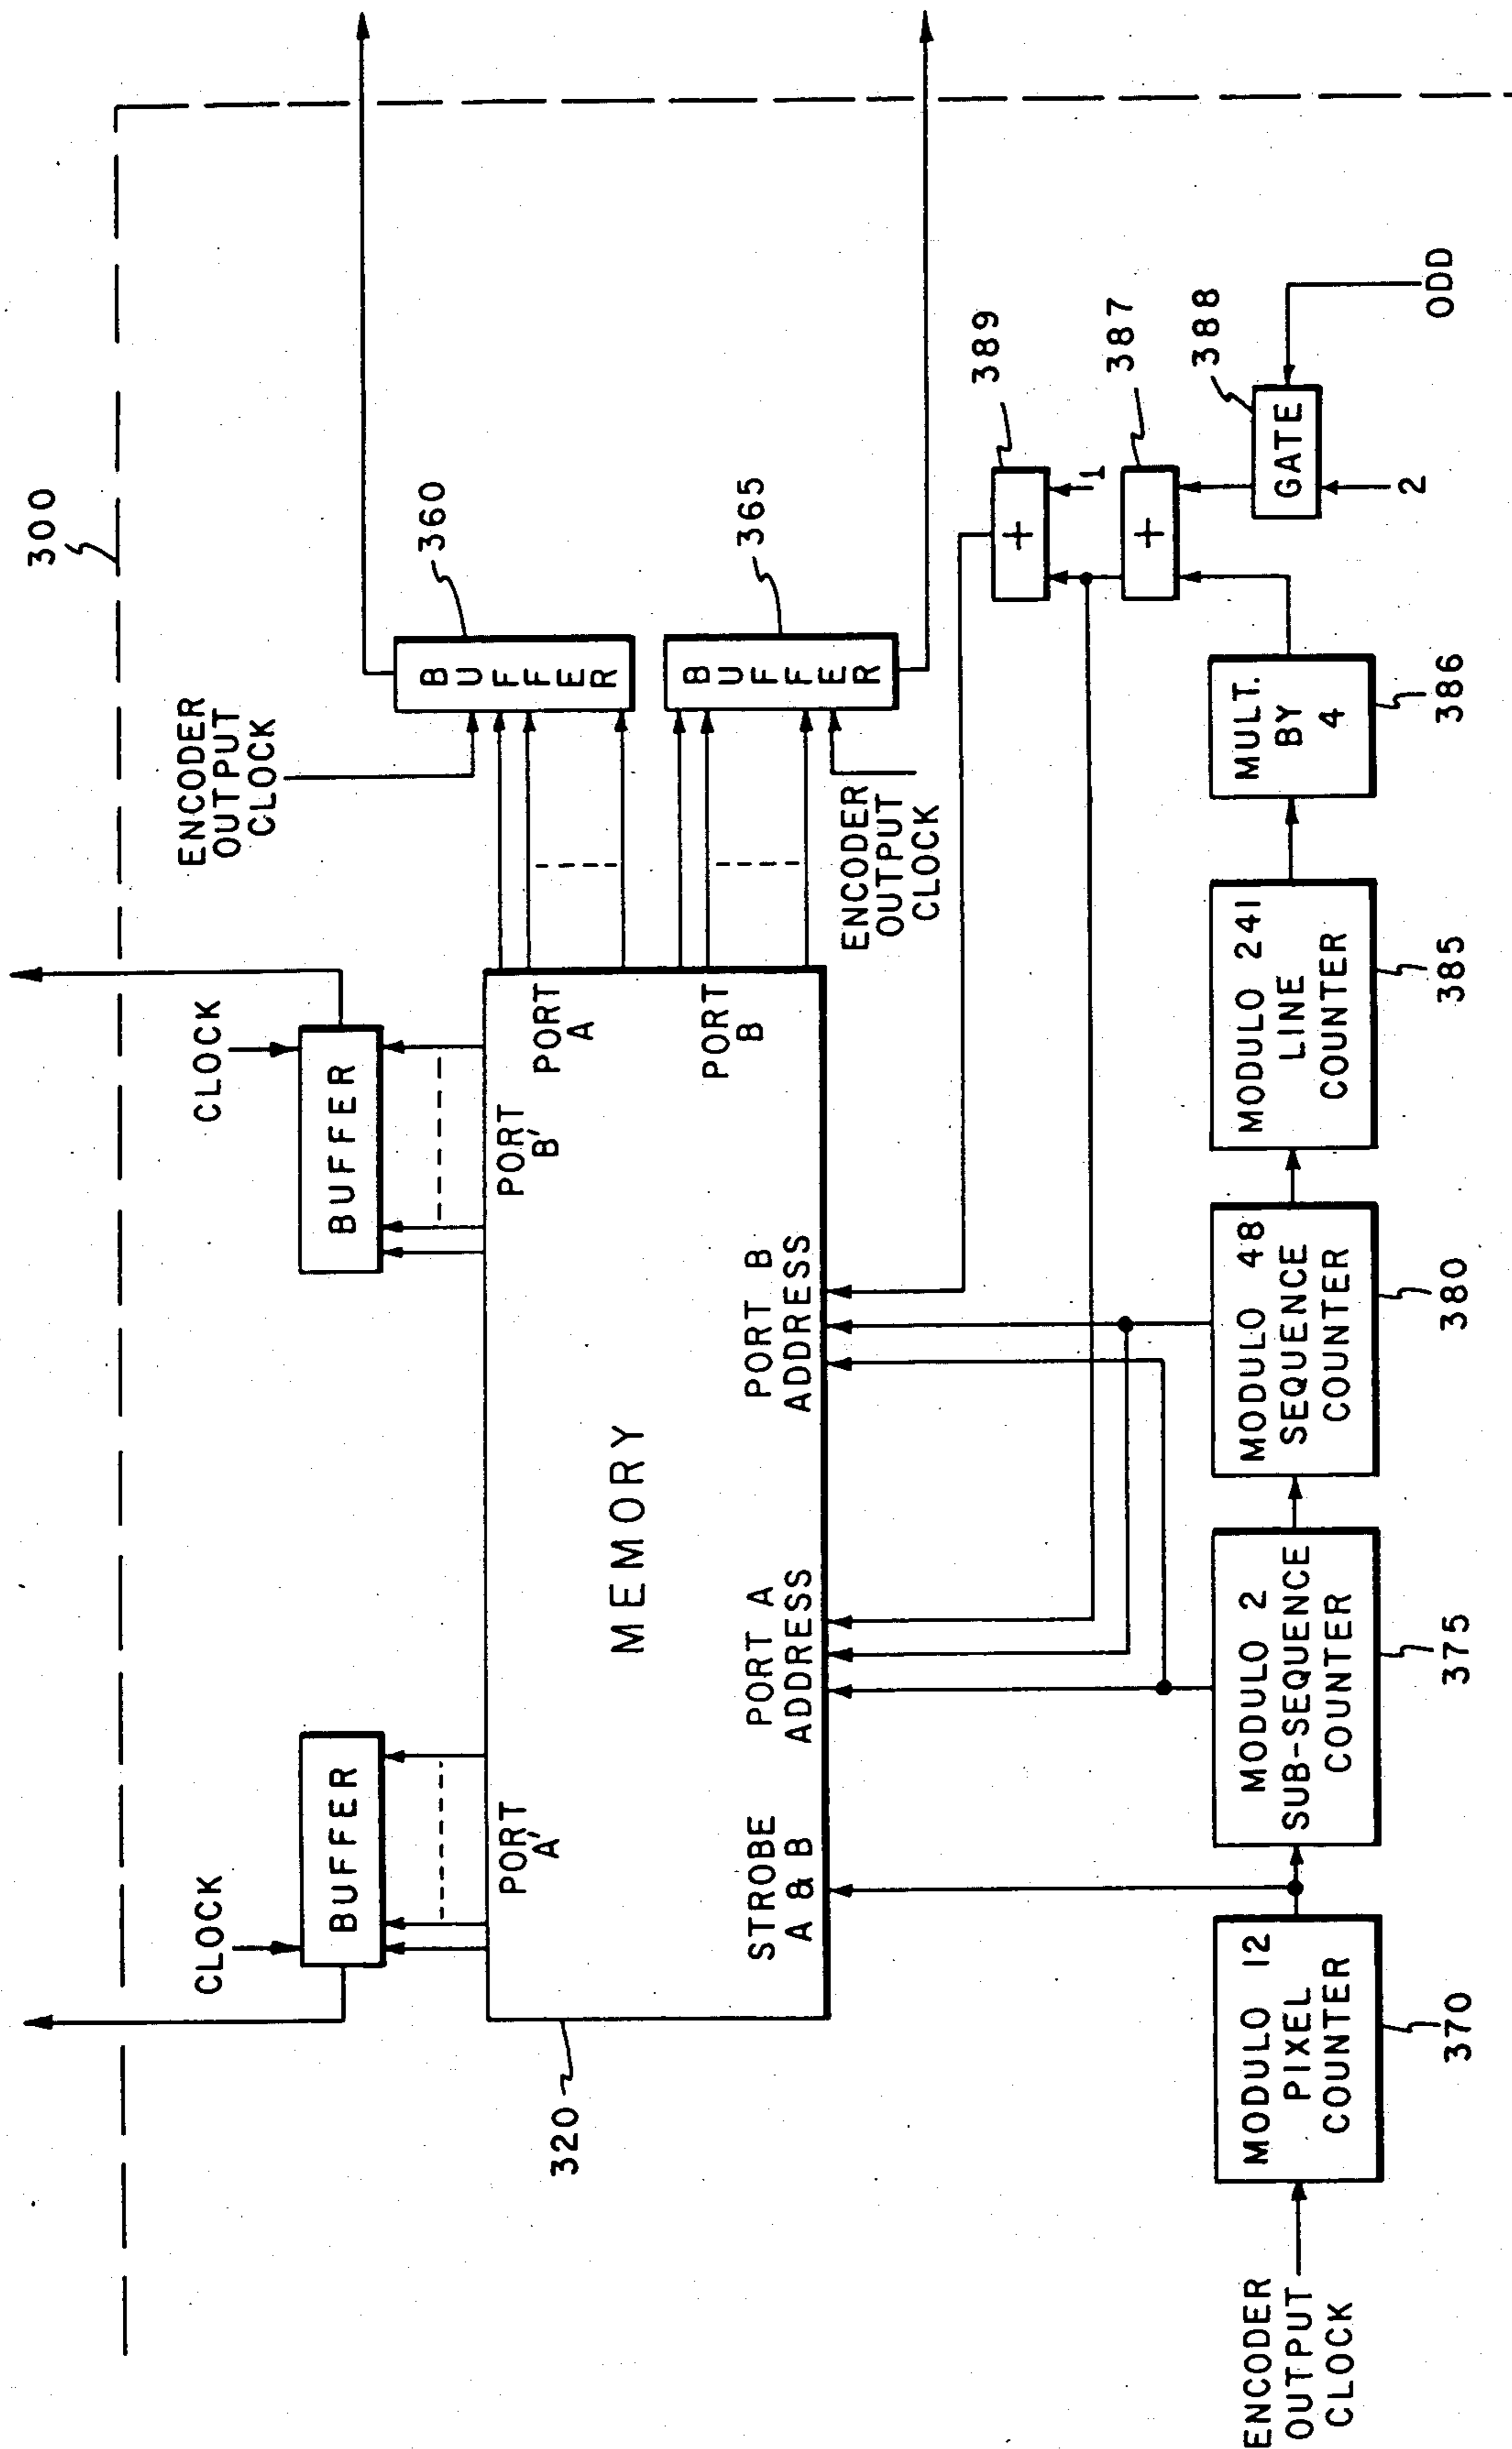 300
ENCODER
OUTPUT
CLOCK
360
BUFFER
365
BUFFER
ENCODER
OUTPUT
CLOCK
CLOCK
BUFFER
CLOCK
BUFFER
PORT
A'
PORT
B'
PORT
A
PORT
B
MEMORY
320
STROBE
A & B
PORT A
ADDRESS
PORT B
ADDRESS
389
+
1
387
+
388
GATE
2
ODD
ENCODER
OUTPUT
CLOCK
MODULO 12
PIXEL
COUNTER
370
MODULO 2
SUB-SEQUENCE
COUNTER
375
MODULO 48
SEQUENCE
COUNTER
380
MODULO 241
LINE
COUNTER
385
MULT.
BY
4
386